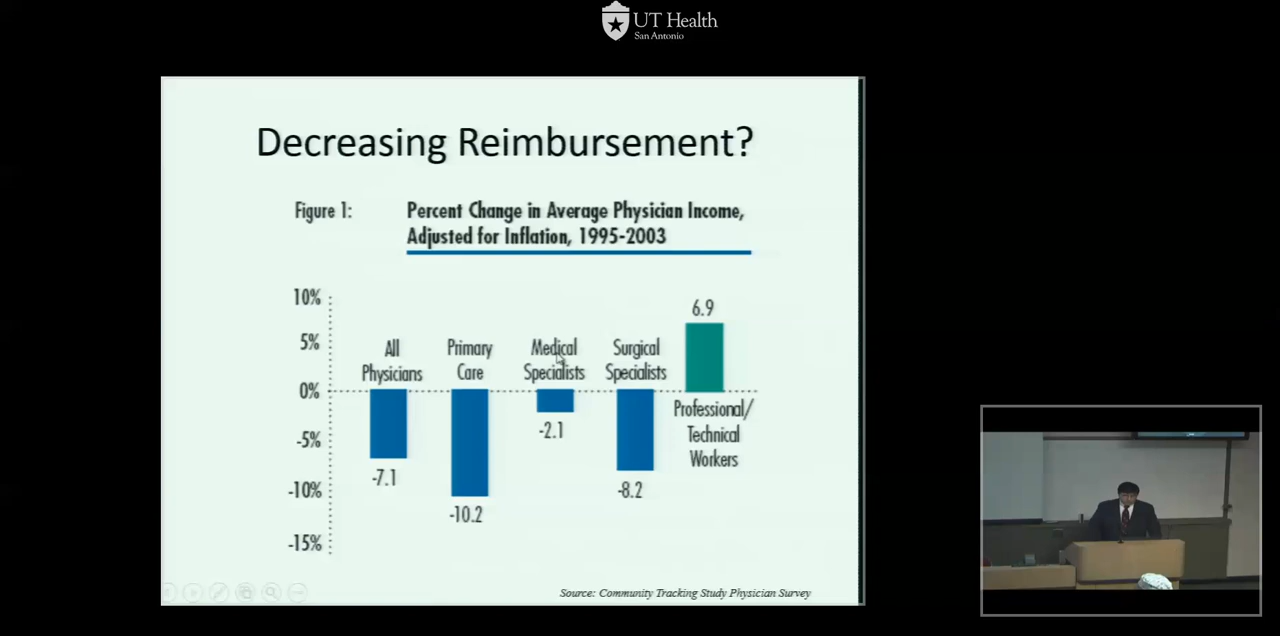 UT Health
San Antonio
Decreasing Reimbursement?
Figure 1:
Percent Change in Average Physician Income,
Adjusted for Inflation, 1995-2003
10%
5%
0%
-5%
-10%
-15%
All
Physicians
-7.1
Primary
Care
-10.2
Medical
Specialists
-2.1
Surgical
Specialists
-8.2
6.9
Professional/
Technical
Workers
Source: Community Tracking Study Physician Survey